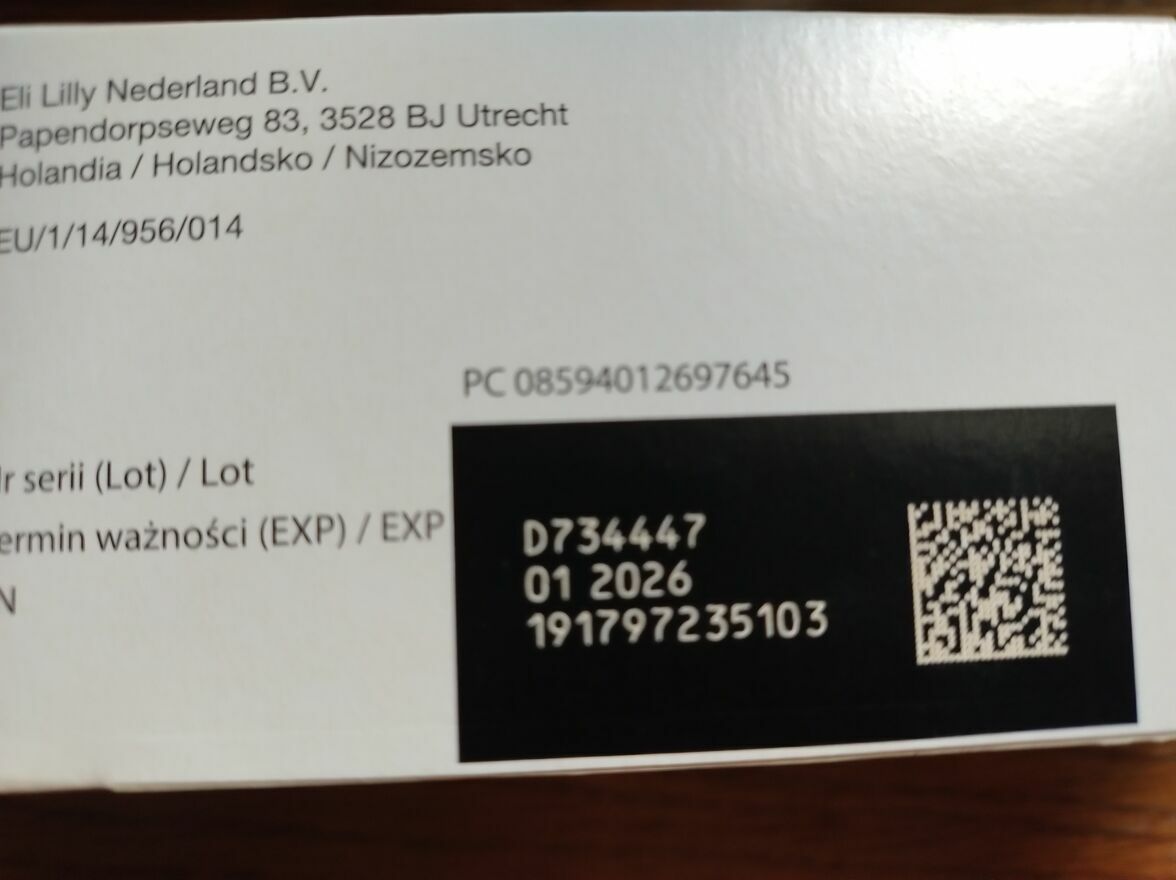 Eli Lilly Nederland B.V.
Papendorpseweg 83, 3528 BJ Utrecht
Holandia / Holandsko / Nizozemsko
EU/1/14/956/014
PC 08594012697645
r serii (Lot) / Lot
ermin ważności (EXP) / EXP
N
D734447
01 2026
191797235103